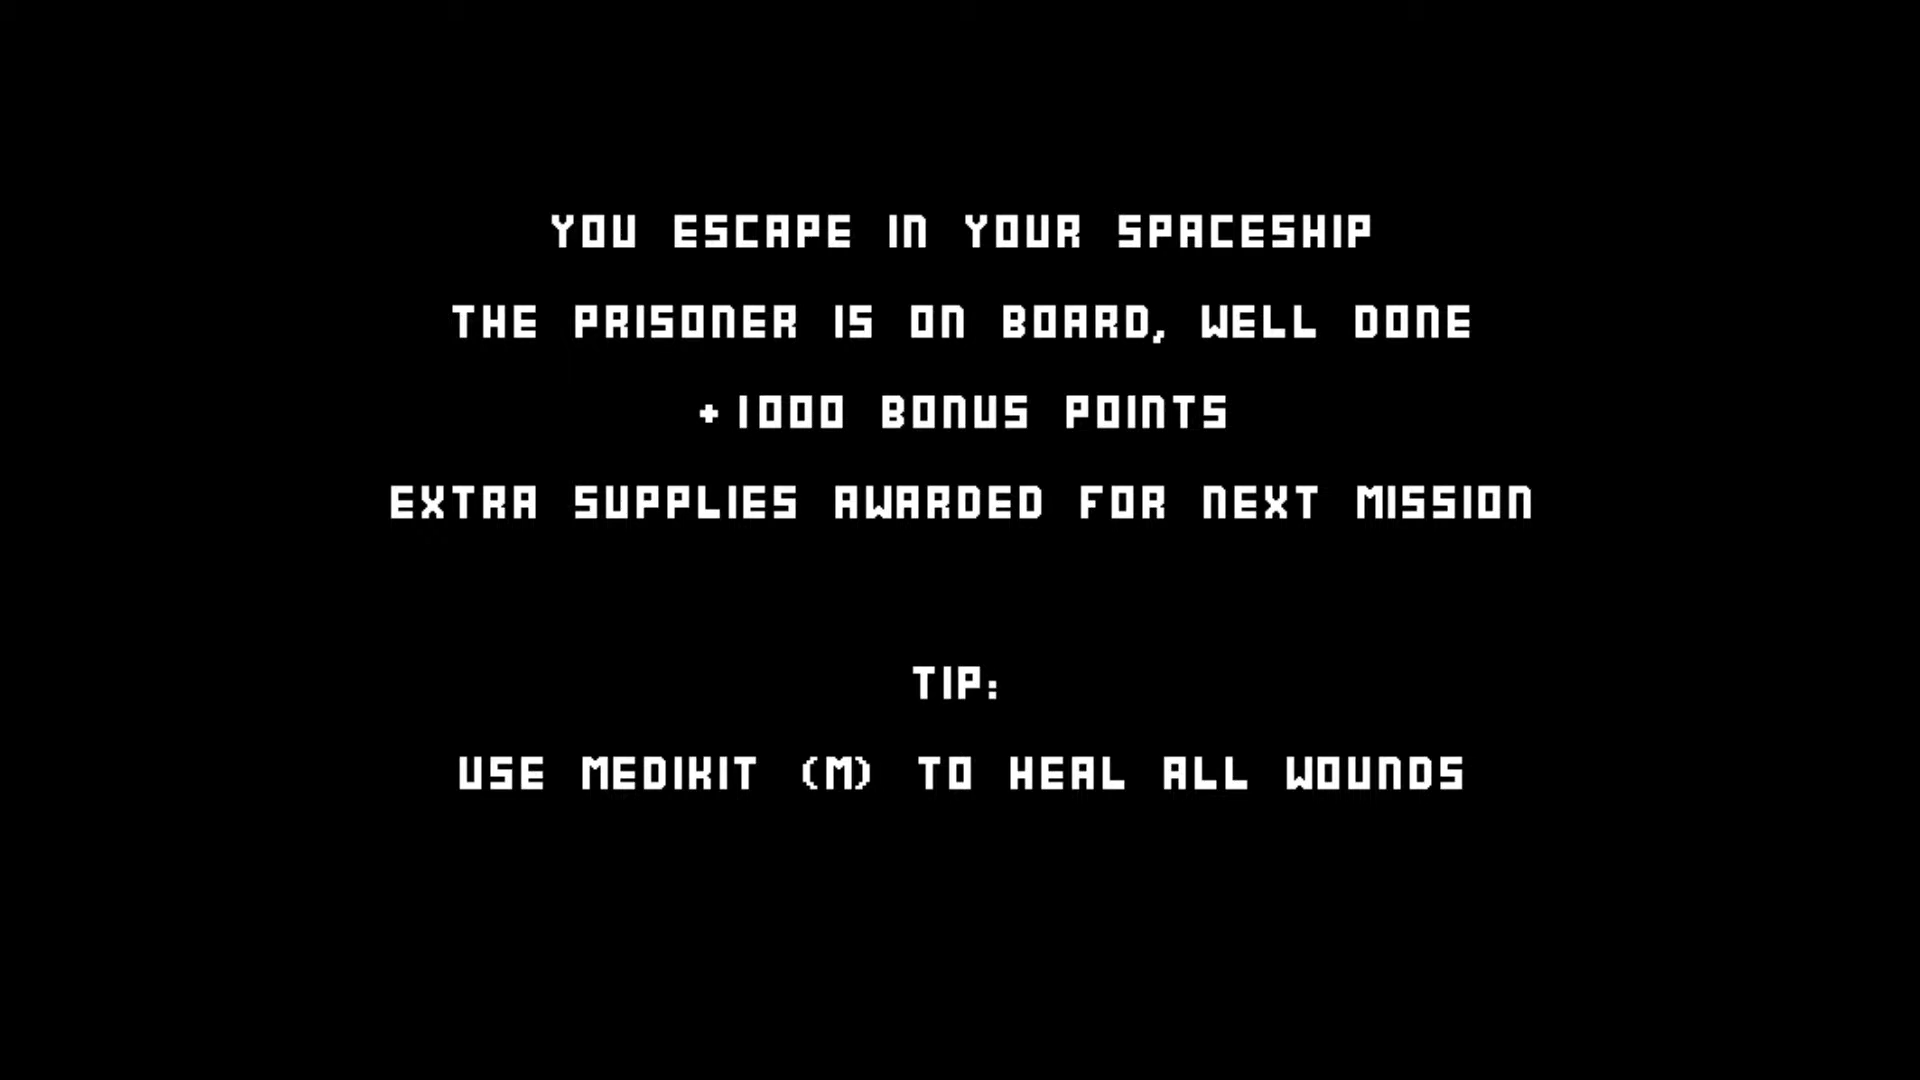 YOU ESCAPE IN YOUR SPACESHIP
THE PRISONER IS ON BOARD, WELL DONE
+1000 BONUS POINTS
EXTRA SUPPLIES AWARDED FOR NEXT MISSION
TIP:
USE MEDIKIT (M) TO HEAL ALL WOUNDS